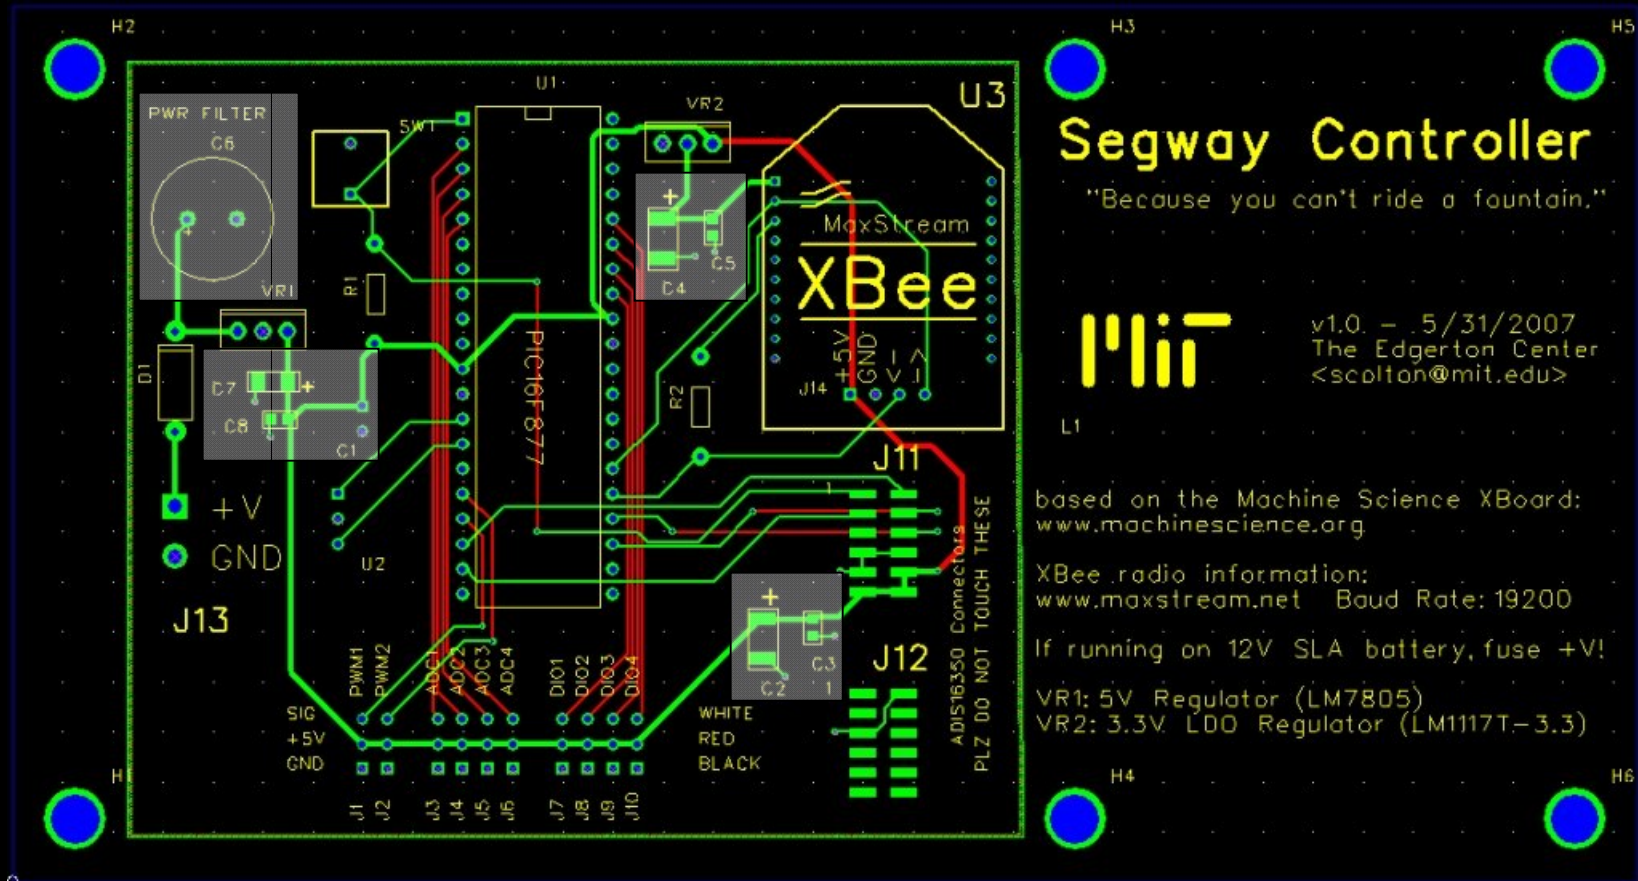 H2
H3
H5
U1
VR2
U3
PWR FILTER
C6
SW1
Segway Controller
"Because you can't ride a fountain."
MaxStream
XBee
C5
C4
VR1
R1
PIC16F877
+5V
GND
J14
MIT
v1.0 - 5/31/2007
The Edgerton Center
<scolton@mit.edu>
D1
C7
+
C8
C1
R2
L1
J11
1
+V
GND
U2
J13
based on the Machine Science XBoard:
www.machinescience.org
XBee radio information:
www.maxstream.net Baud Rate: 19200
If running on 12V SLA battery, fuse +V!
VR1: 5V Regulator (LM7805)
VR2: 3.3V LDO Regulator (LM1117T-3.3)
ADIS16350 Connectors
PLZ DO NOT TOUCH THESE
+
C3
C2
1
J12
PWM1
PWM2
ADC1
ADC2
ADC3
ADC4
DIO1
DIO2
DIO3
DIO4
SIG
+5V
GND
WHITE
RED
BLACK
J1
J2
J3
J4
J5
J6
J7
J8
J9
J10
H1
H4
H6